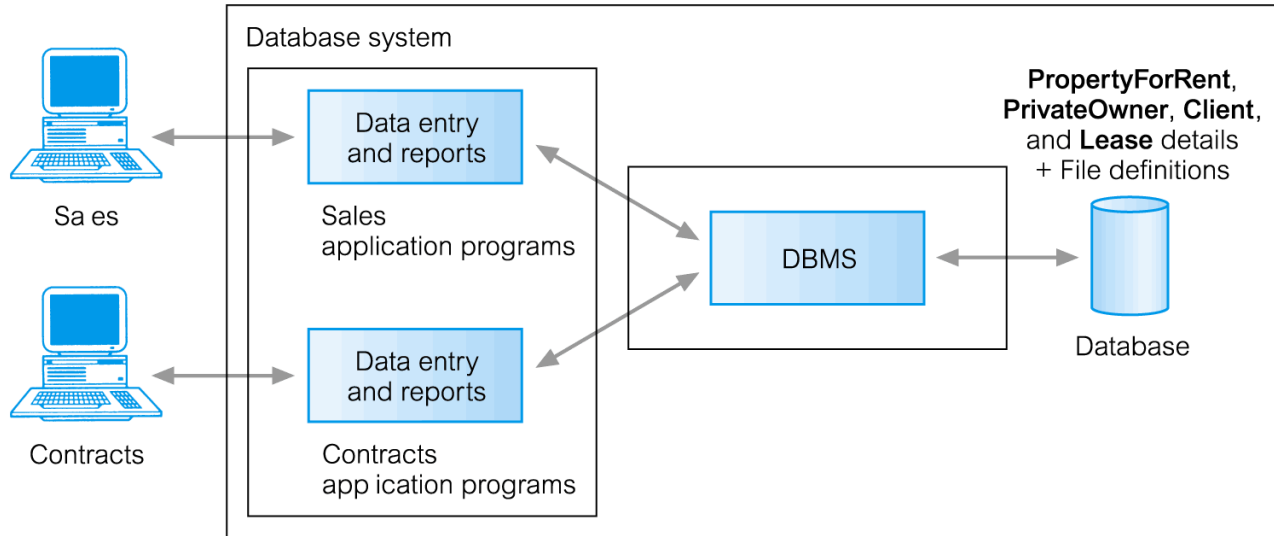 Database system
Data entry
and reports
Sa es
Sales
application programs
DBMS
PropertyForRent,
PrivateOwner, Client,
and Lease details
+ File definitions
Database
Data entry
and reports
Contracts
Contracts
app ication programs